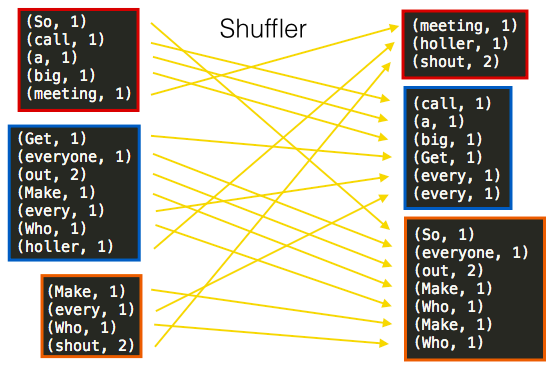 Shuffler
(So, 1)
(call, 1)
(a, 1)
(big, 1)
(meeting, 1)
(Get, 1)
(everyone, 1)
(out, 2)
(Make, 1)
(every, 1)
(Who, 1)
(holler, 1)
(Make, 1)
(every, 1)
(Who, 1)
(shout, 2)
(meeting, 1)
(holler, 1)
(shout, 2)
(call, 1)
(a, 1)
(big, 1)
(Get, 1)
(every, 1)
(every, 1)
(So, 1)
(everyone, 1)
(out, 2)
(Make, 1)
(Who, 1)
(Make, 1)
(Who, 1)